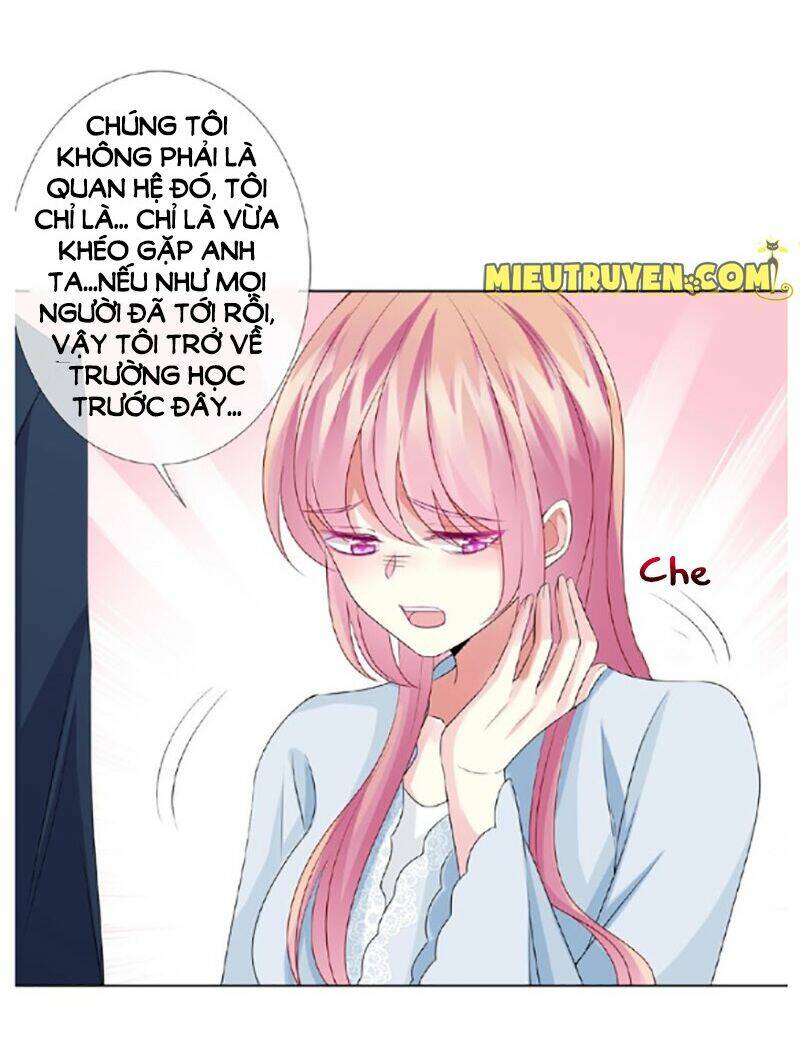 MIEUTRUYEN.COM
CHÚNG TÔI
KHÔNG PHẢI LÀ
QUAN HỆ ĐÓ, TÔI
CHỈ LÀ... CHỈ LÀ VỪA
KHÉO GẶP ANH
TA...NẾU NHƯ MỌI
NGƯỜI ĐÃ TỚI RỒI,
VẬY TÔI TRỞ VỀ
TRƯỜNG HỌC
TRƯỚC ĐÂY...
Che